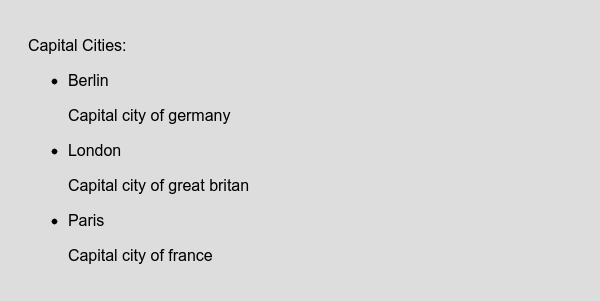 Capital Cities:
• Berlin
Capital city of germany
• London
Capital city of great britan
• Paris
Capital city of france